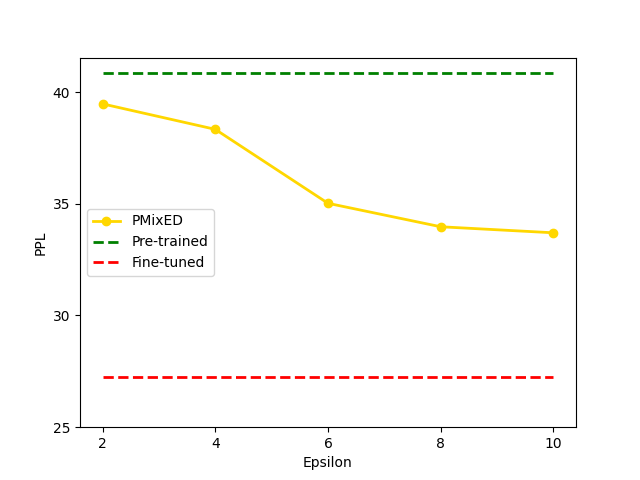 40
35
30
25
PPL
PMixED
Pre-trained
Fine-tuned
2 4 6 8 10
Epsilon